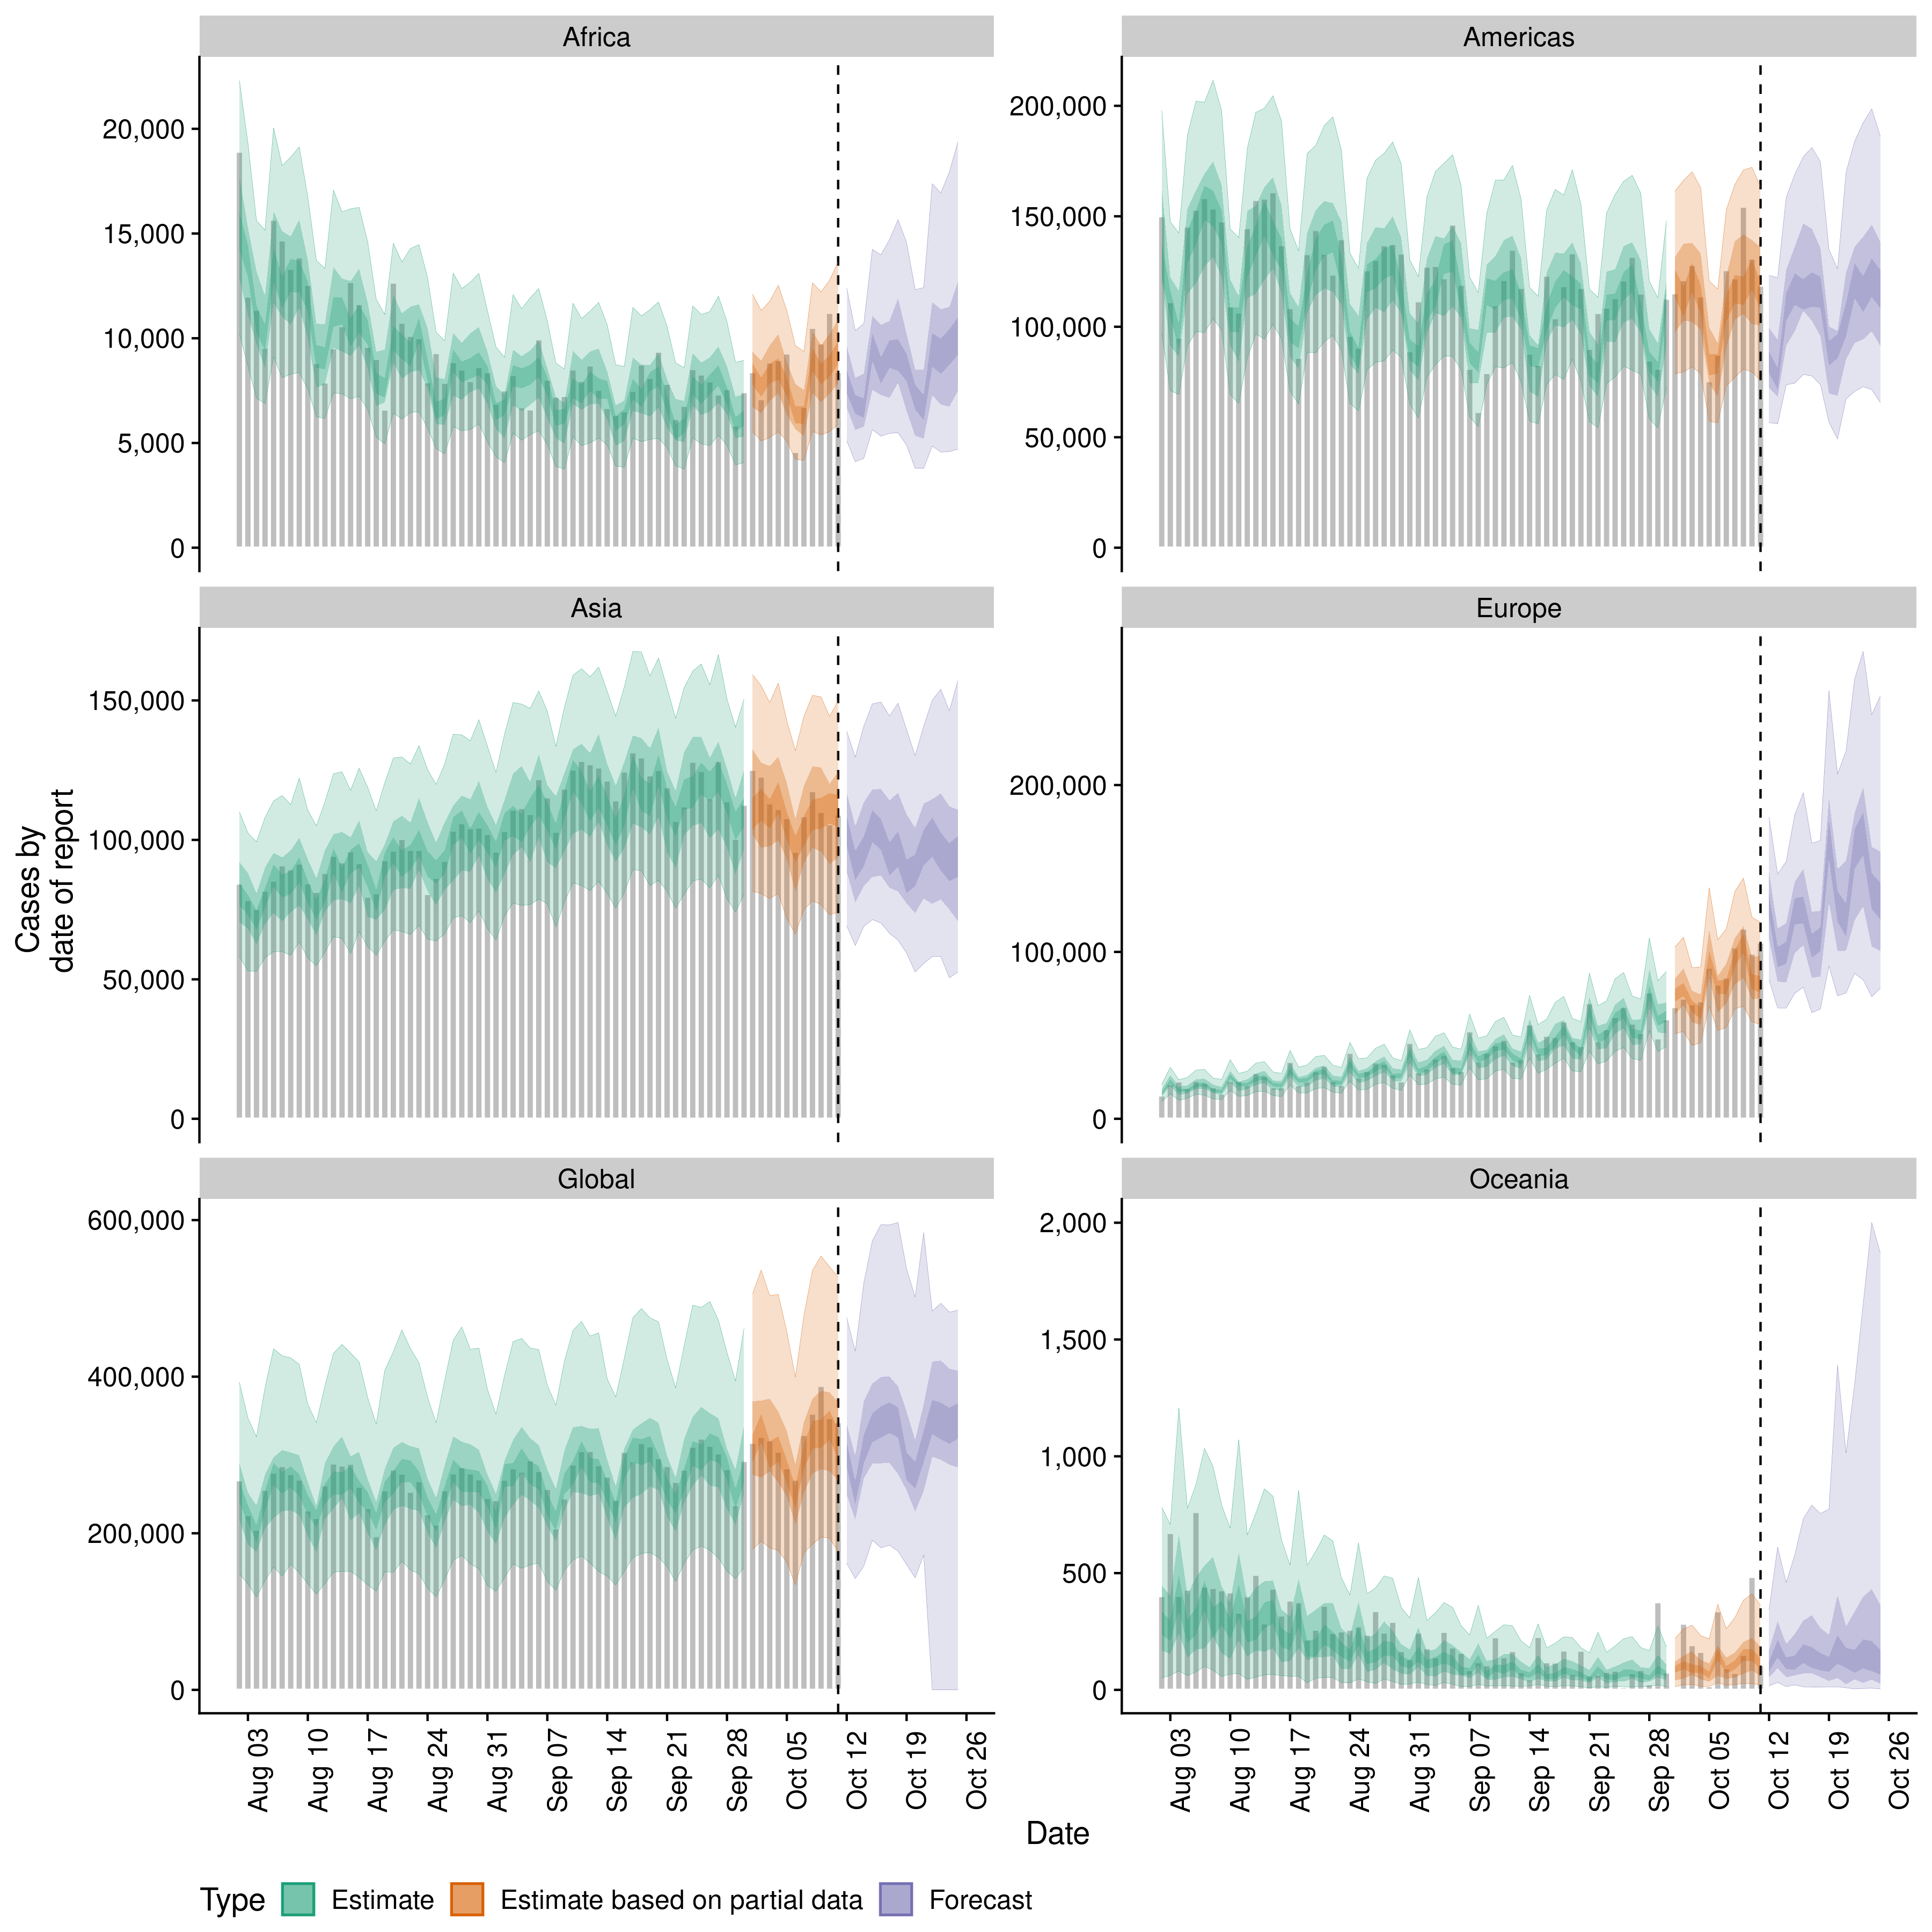 Africa
Americas
20,000
15,000
10,000
5,000
0
200,000
150,000
100,000
50,000
0
Asia
Europe
150,000
100,000
50,000
0
200,000
100,000
0
Cases by
date of report
Global
Oceania
600,000
400,000
200,000
0
2,000
1,500
1,000
500
0
Aug 03
Aug 10
Aug 17
Aug 24
Aug 31
Sep 07
Sep 14
Sep 21
Sep 28
Oct 05
Oct 12
Oct 19
Oct 26
Aug 03
Aug 10
Aug 17
Aug 24
Aug 31
Sep 07
Sep 14
Sep 21
Sep 28
Oct 05
Oct 12
Oct 19
Oct 26
Date
Type Estimate Estimate based on partial data Forecast